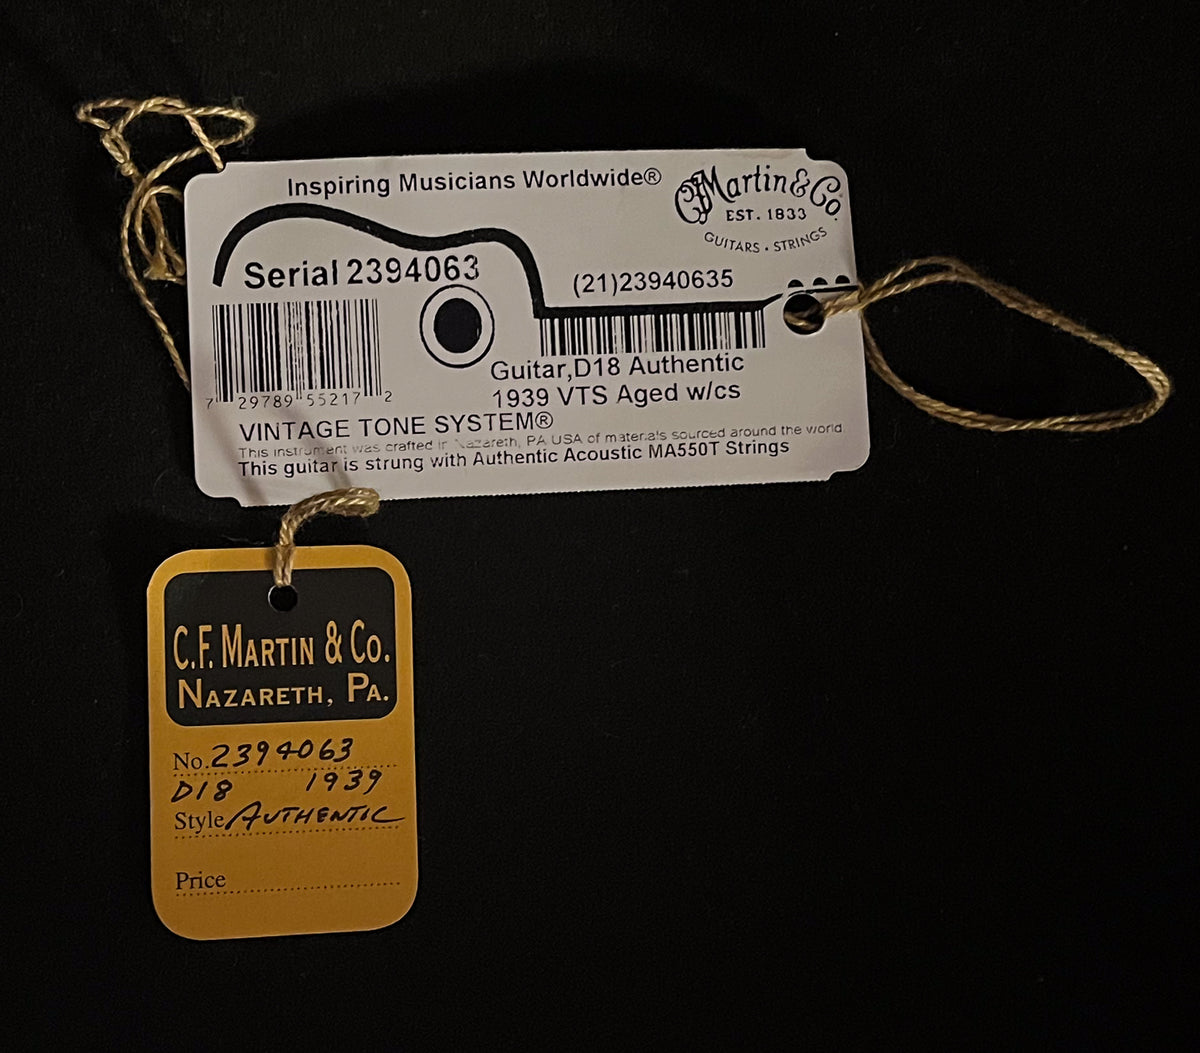 Inspiring Musicians Worldwide®
CF Martin & Co.
EST. 1833
GUITARS • STRINGS
Serial 2394063
(21)23940635
7 29789 55217 2
Guitar,D18 Authentic
1939 VTS Aged w/cs
VINTAGE TONE SYSTEM®
This instrument was crafted in Nazareth, PA USA of materials sourced around the world
This guitar is strung with Authentic Acoustic MA550T Strings
C.F. MARTIN & CO.
NAZARETH, PA.
No. 2394063
D18 1939
Style AUTHENTIC
Price